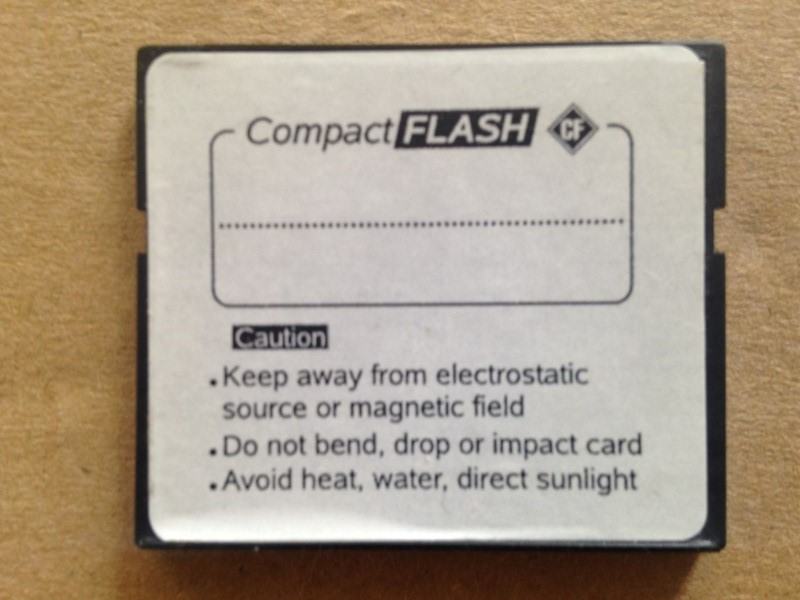 Compact FLASH CF
Caution
. Keep away from electrostatic
source or magnetic field
. Do not bend, drop or impact card
. Avoid heat, water, direct sunlight